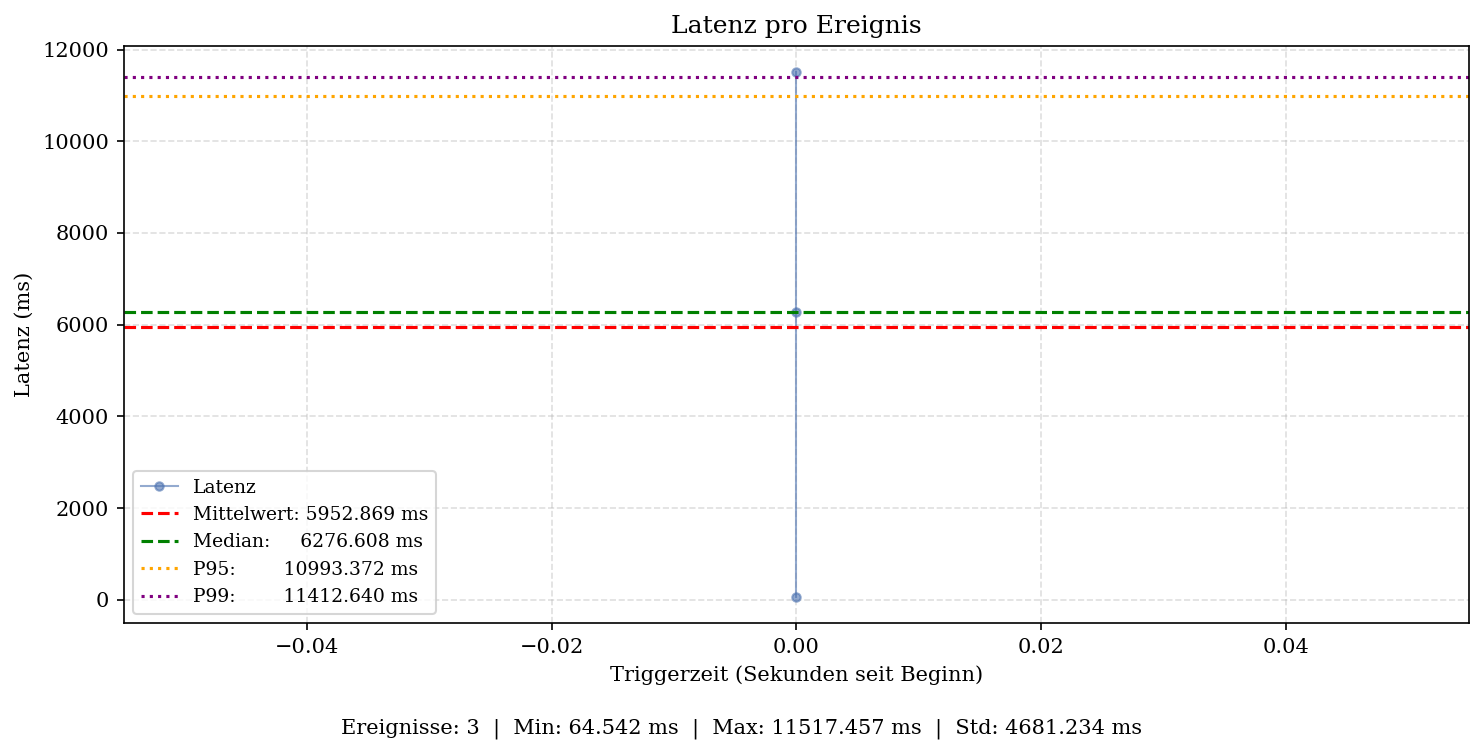 Latenz pro Ereignis
12000
10000
8000
6000
4000
2000
0
Latenz (ms)
Latenz
Mittelwert: 5952.869 ms
Median: 6276.608 ms
P95: 10993.372 ms
P99: 11412.640 ms
−0.04 −0.02 0.00 0.02 0.04
Triggerzeit (Sekunden seit Beginn)
Ereignisse: 3 | Min: 64.542 ms | Max: 11517.457 ms | Std: 4681.234 ms